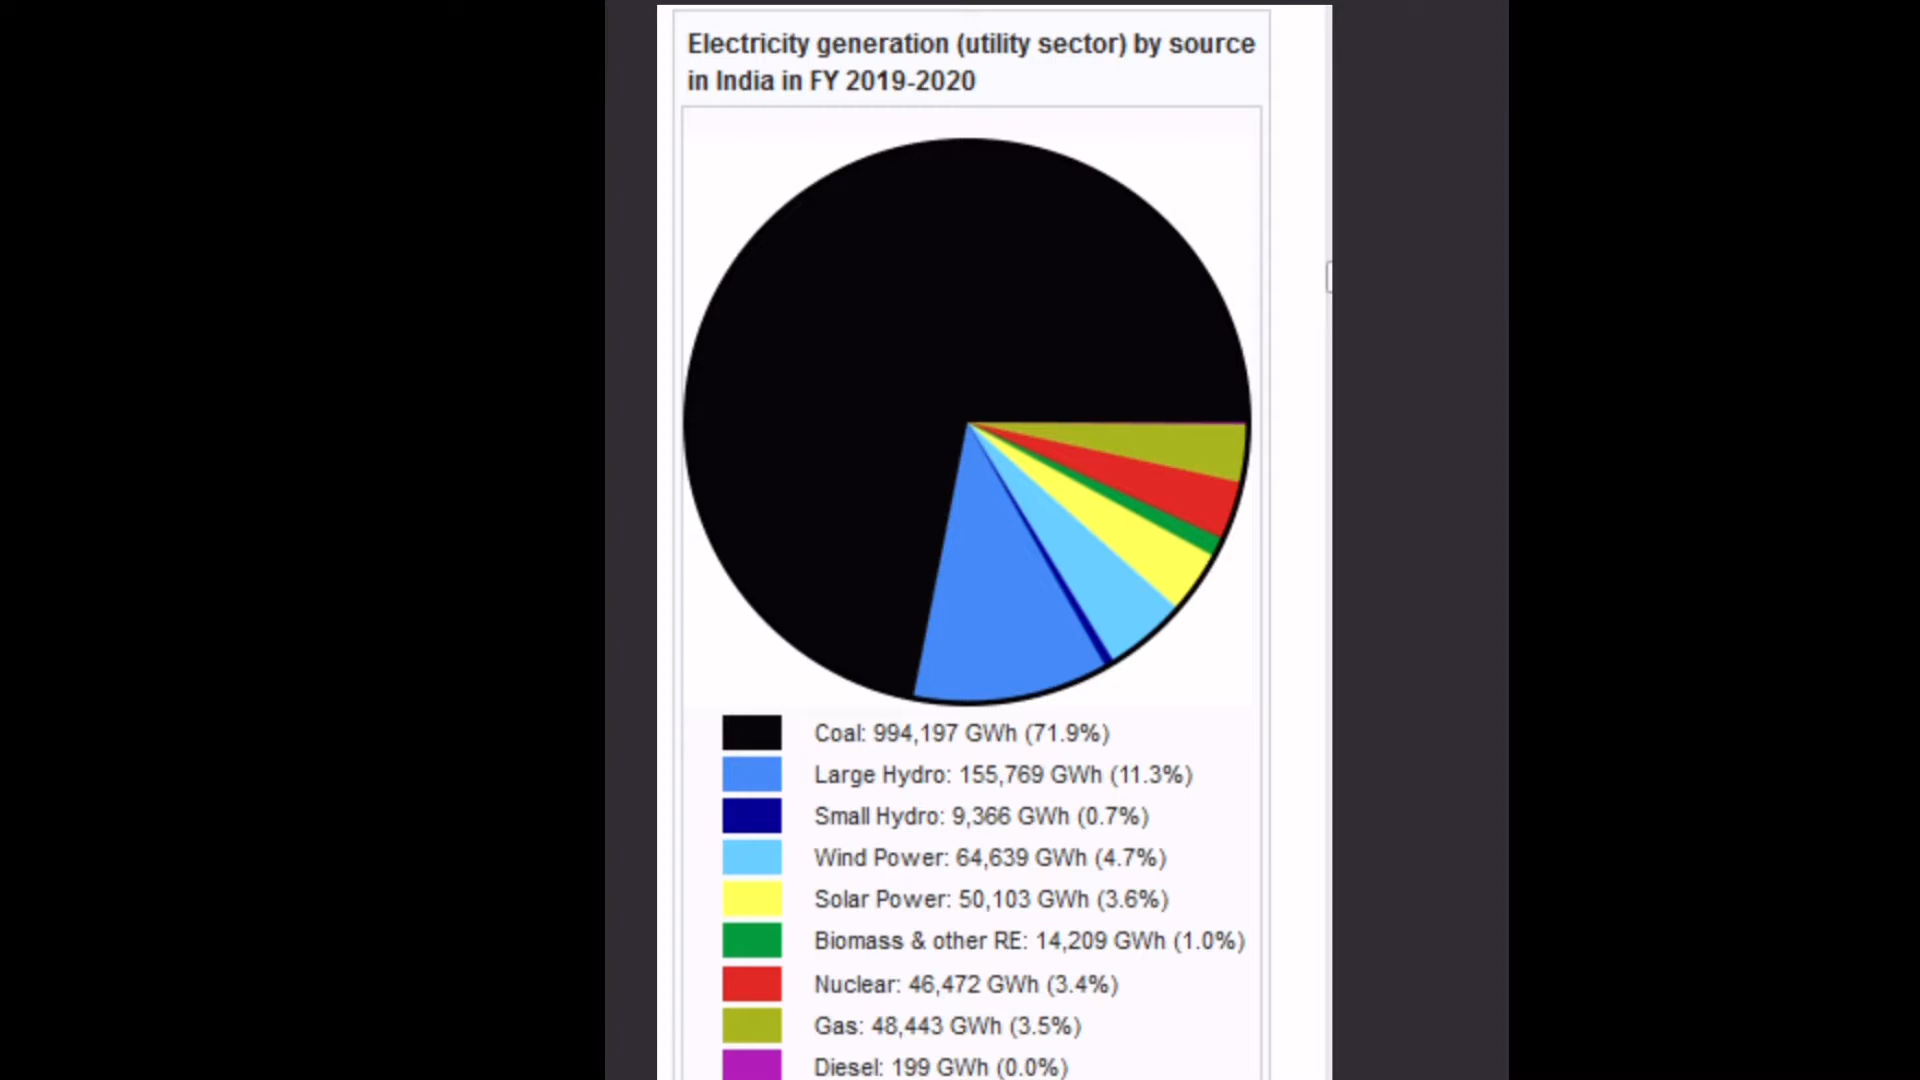 Electricity generation (utility sector) by source
in India in FY 2019-2020
Coal: 994,197 GWh (71.9%)
Large Hydro: 155,769 GWh (11.3%)
Small Hydro: 9,366 GWh (0.7%)
Wind Power: 64,639 GWh (4.7%)
Solar Power: 50,103 GWh (3.6%)
Biomass & other RE: 14,209 GWh (1.0%)
Nuclear: 46,472 GWh (3.4%)
Gas: 48,443 GWh (3.5%)
Diesel: 199 GWh (0.0%)